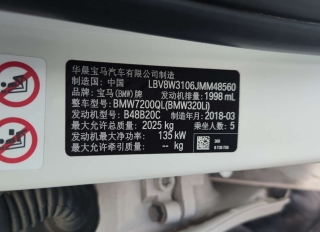 华晨宝马汽车有限公司制造
制造国：中国 LBV8W3106JMM48560
品牌：宝马(BMW)牌 发动机排量：1998 mL
整车型号：BMW7200QL(BMW320Li)
发动机型号：B48B20C 制造年月：2018-03
最大允许总质量：2025 kg 乘坐人数：5
发动机最大净功率：135 kW
最大允许牵引质量：-- kg